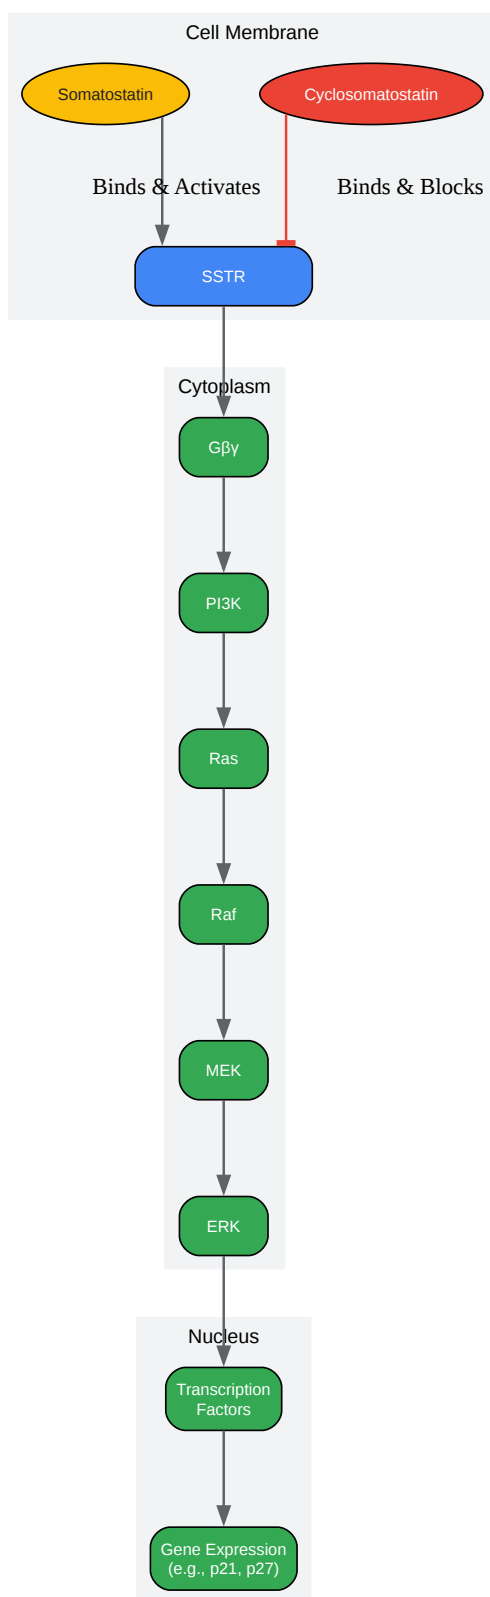 Cell Membrane
Somatostatin
Cyclosomatostatin
Binds & Activates
Binds & Blocks
SSTR
Cytoplasm
Gβγ
PI3K
Ras
Raf
MEK
ERK
Nucleus
Transcription
Factors
Gene Expression
(e.g., p21, p27)